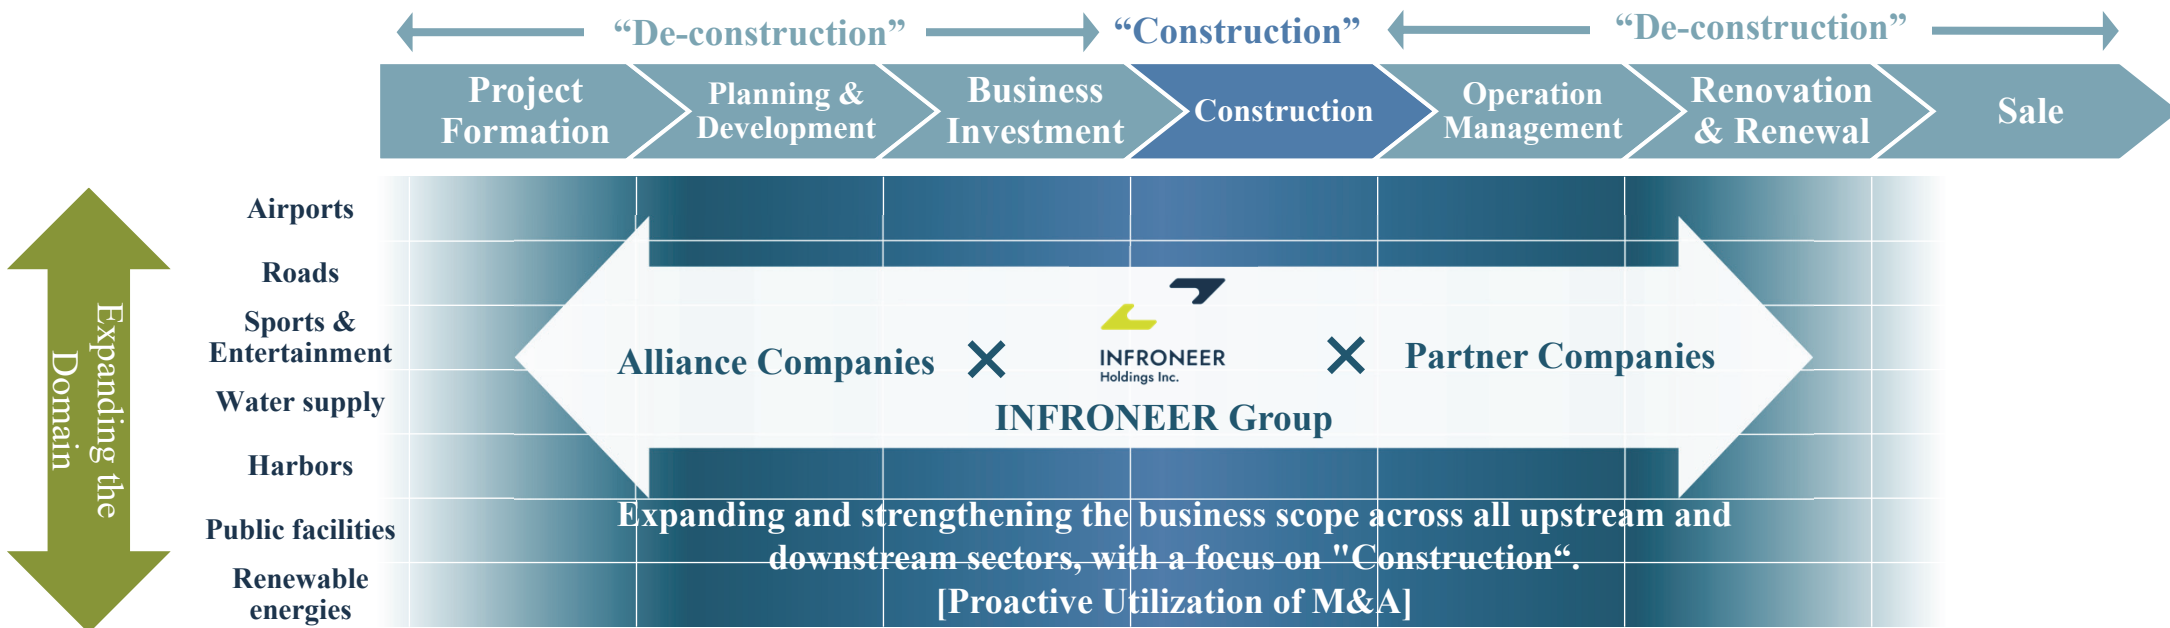 “De-construction”
“Construction”
“De-construction”
Project
Formation
Planning &
Development
Business
Investment
Construction
Operation
Management
Renovation
& Renewal
Sale
Expanding the
Domain
Airports
Roads
Sports &
Entertainment
Water supply
Harbors
Public facilities
Renewable
energies
Alliance Companies
×
INFRONEER
Holdings Inc.
INFRONEER Group
×
Partner Companies
Expanding and strengthening the business scope across all upstream and
downstream sectors, with a focus on "Construction“.
[Proactive Utilization of M&A]